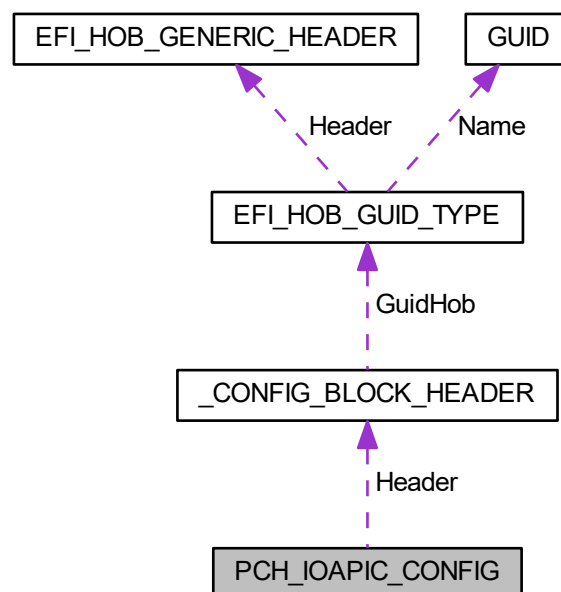 EFI_HOB_GENERIC_HEADER
GUID
Header
Name
EFI_HOB_GUID_TYPE
GuidHob
_CONFIG_BLOCK_HEADER
Header
PCH_IOAPIC_CONFIG